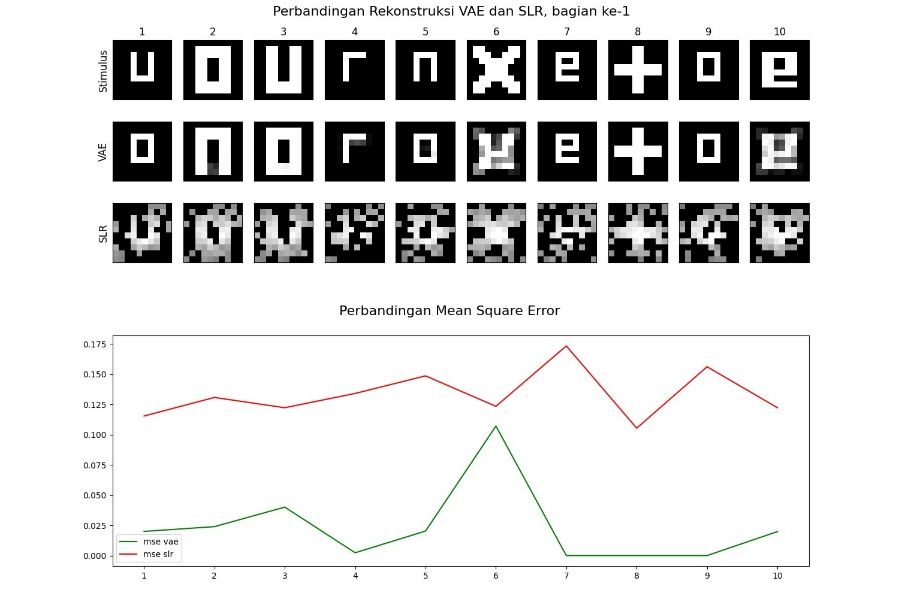 Perbandingan Rekonstruksi VAE dan SLR, bagian ke-1
1 2 3 4 5 6 7 8 9 10
Stimulus
VAE
SLR
Perbandingan Mean Square Error
0.175
0.150
0.125
0.100
0.075
0.050
0.025
0.000
mse vae
mse slr
1 2 3 4 5 6 7 8 9 10